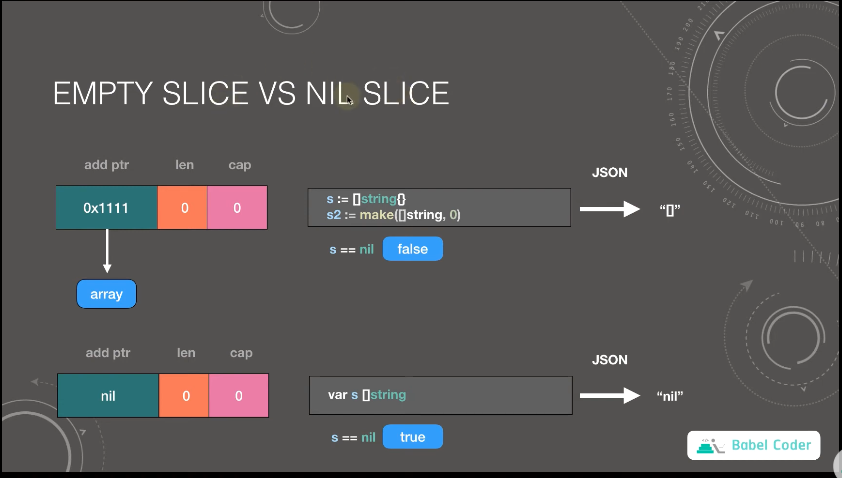 EMPTY SLICE VS NIL SLICE
add ptr len cap
0x1111 0 0
array
s := []string{}
s2 := make([]string, 0)
s == nil false
JSON
“[]”
add ptr len cap
nil 0 0
var s []string
s == nil true
JSON
“nil”
Babel Coder